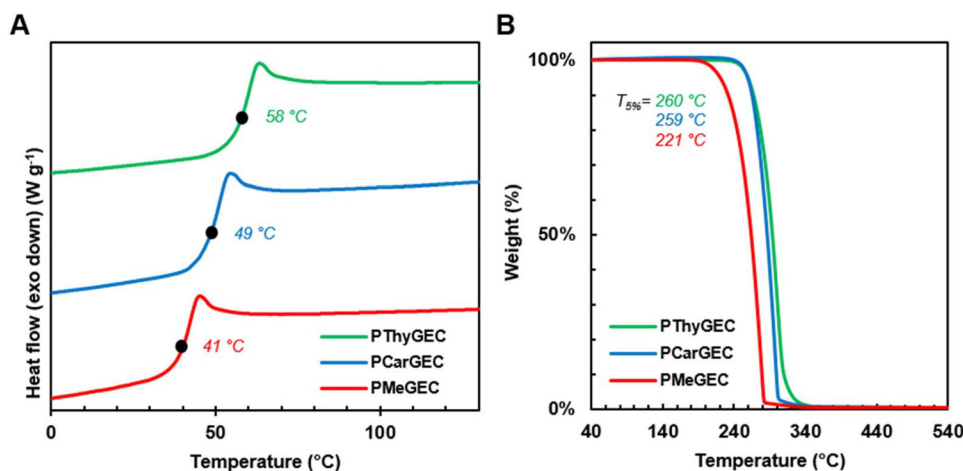 A
Heat flow (exo down) (W g⁻¹)
58 °C
49 °C
41 °C
PThyGEC
PCarGEC
PMeGEC
0
50
100
Temperature (°C)
B
Weight (%)
100%
50%
0%
T5%= 260 °C
259 °C
221 °C
PThyGEC
PCarGEC
PMeGEC
40
140
240
340
440
540
Temperature (°C)